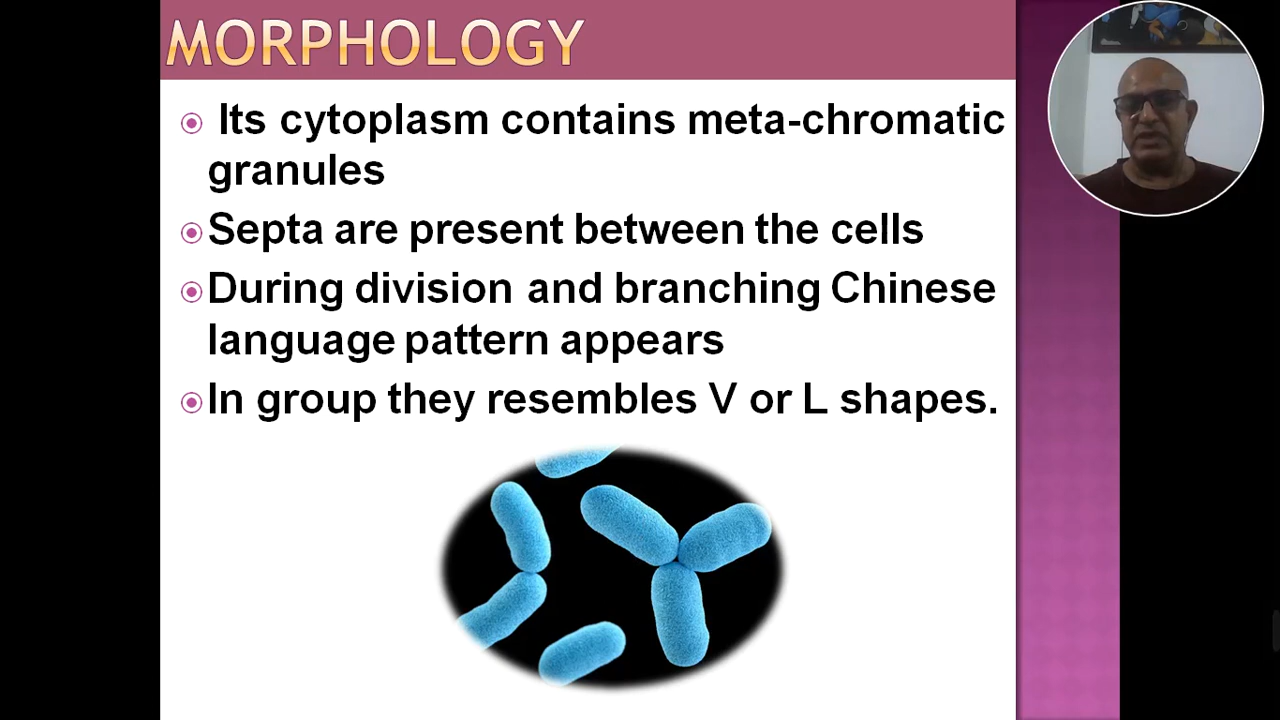 MORPHOLOGY
Its cytoplasm contains meta-chromatic
granules
Septa are present between the cells
During division and branching Chinese
language pattern appears
In group they resembles V or L shapes.